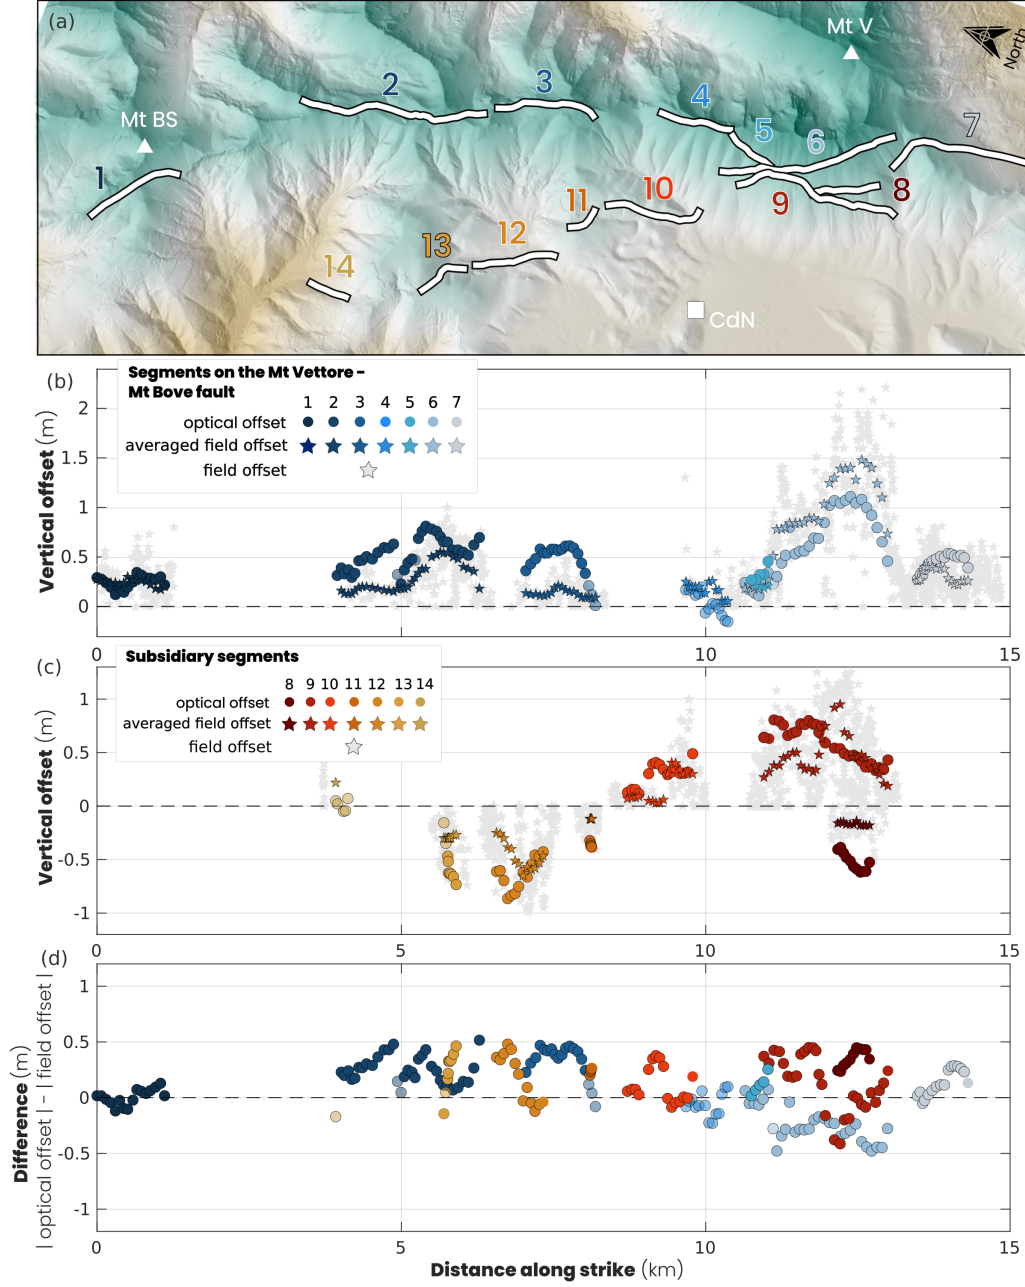 (a)
Mt V
North
2
3
4
Mt BS
5
6
7
1
8
10
9
11
12
13
14
CdN
(b)
Segments on the Mt Vettore –
Mt Bove fault
1 2 3 4 5 6 7
optical offset
averaged field offset
field offset
Vertical offset (m)
2
1.5
1
0.5
0
0 5 10 15
(c)
Subsidiary segments
8 9 10 11 12 13 14
optical offset
averaged field offset
field offset
Vertical offset (m)
1
0.5
0
-0.5
-1
0 5 10 15
(d)
Difference (m)
| optical offset | – | field offset |
1
0.5
0
-0.5
-1
0 5 10 15
Distance along strike (km)